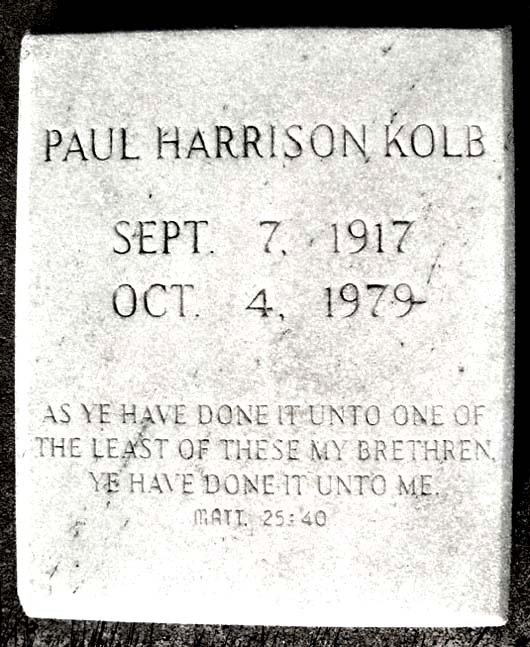 PAUL HARRISON KOLB
SEPT. 7, 1917
OCT. 4, 1979
AS YE HAVE DONE IT UNTO ONE OF
THE LEAST OF THESE MY BRETHREN,
YE HAVE DONE IT UNTO ME.
MATT. 25:40